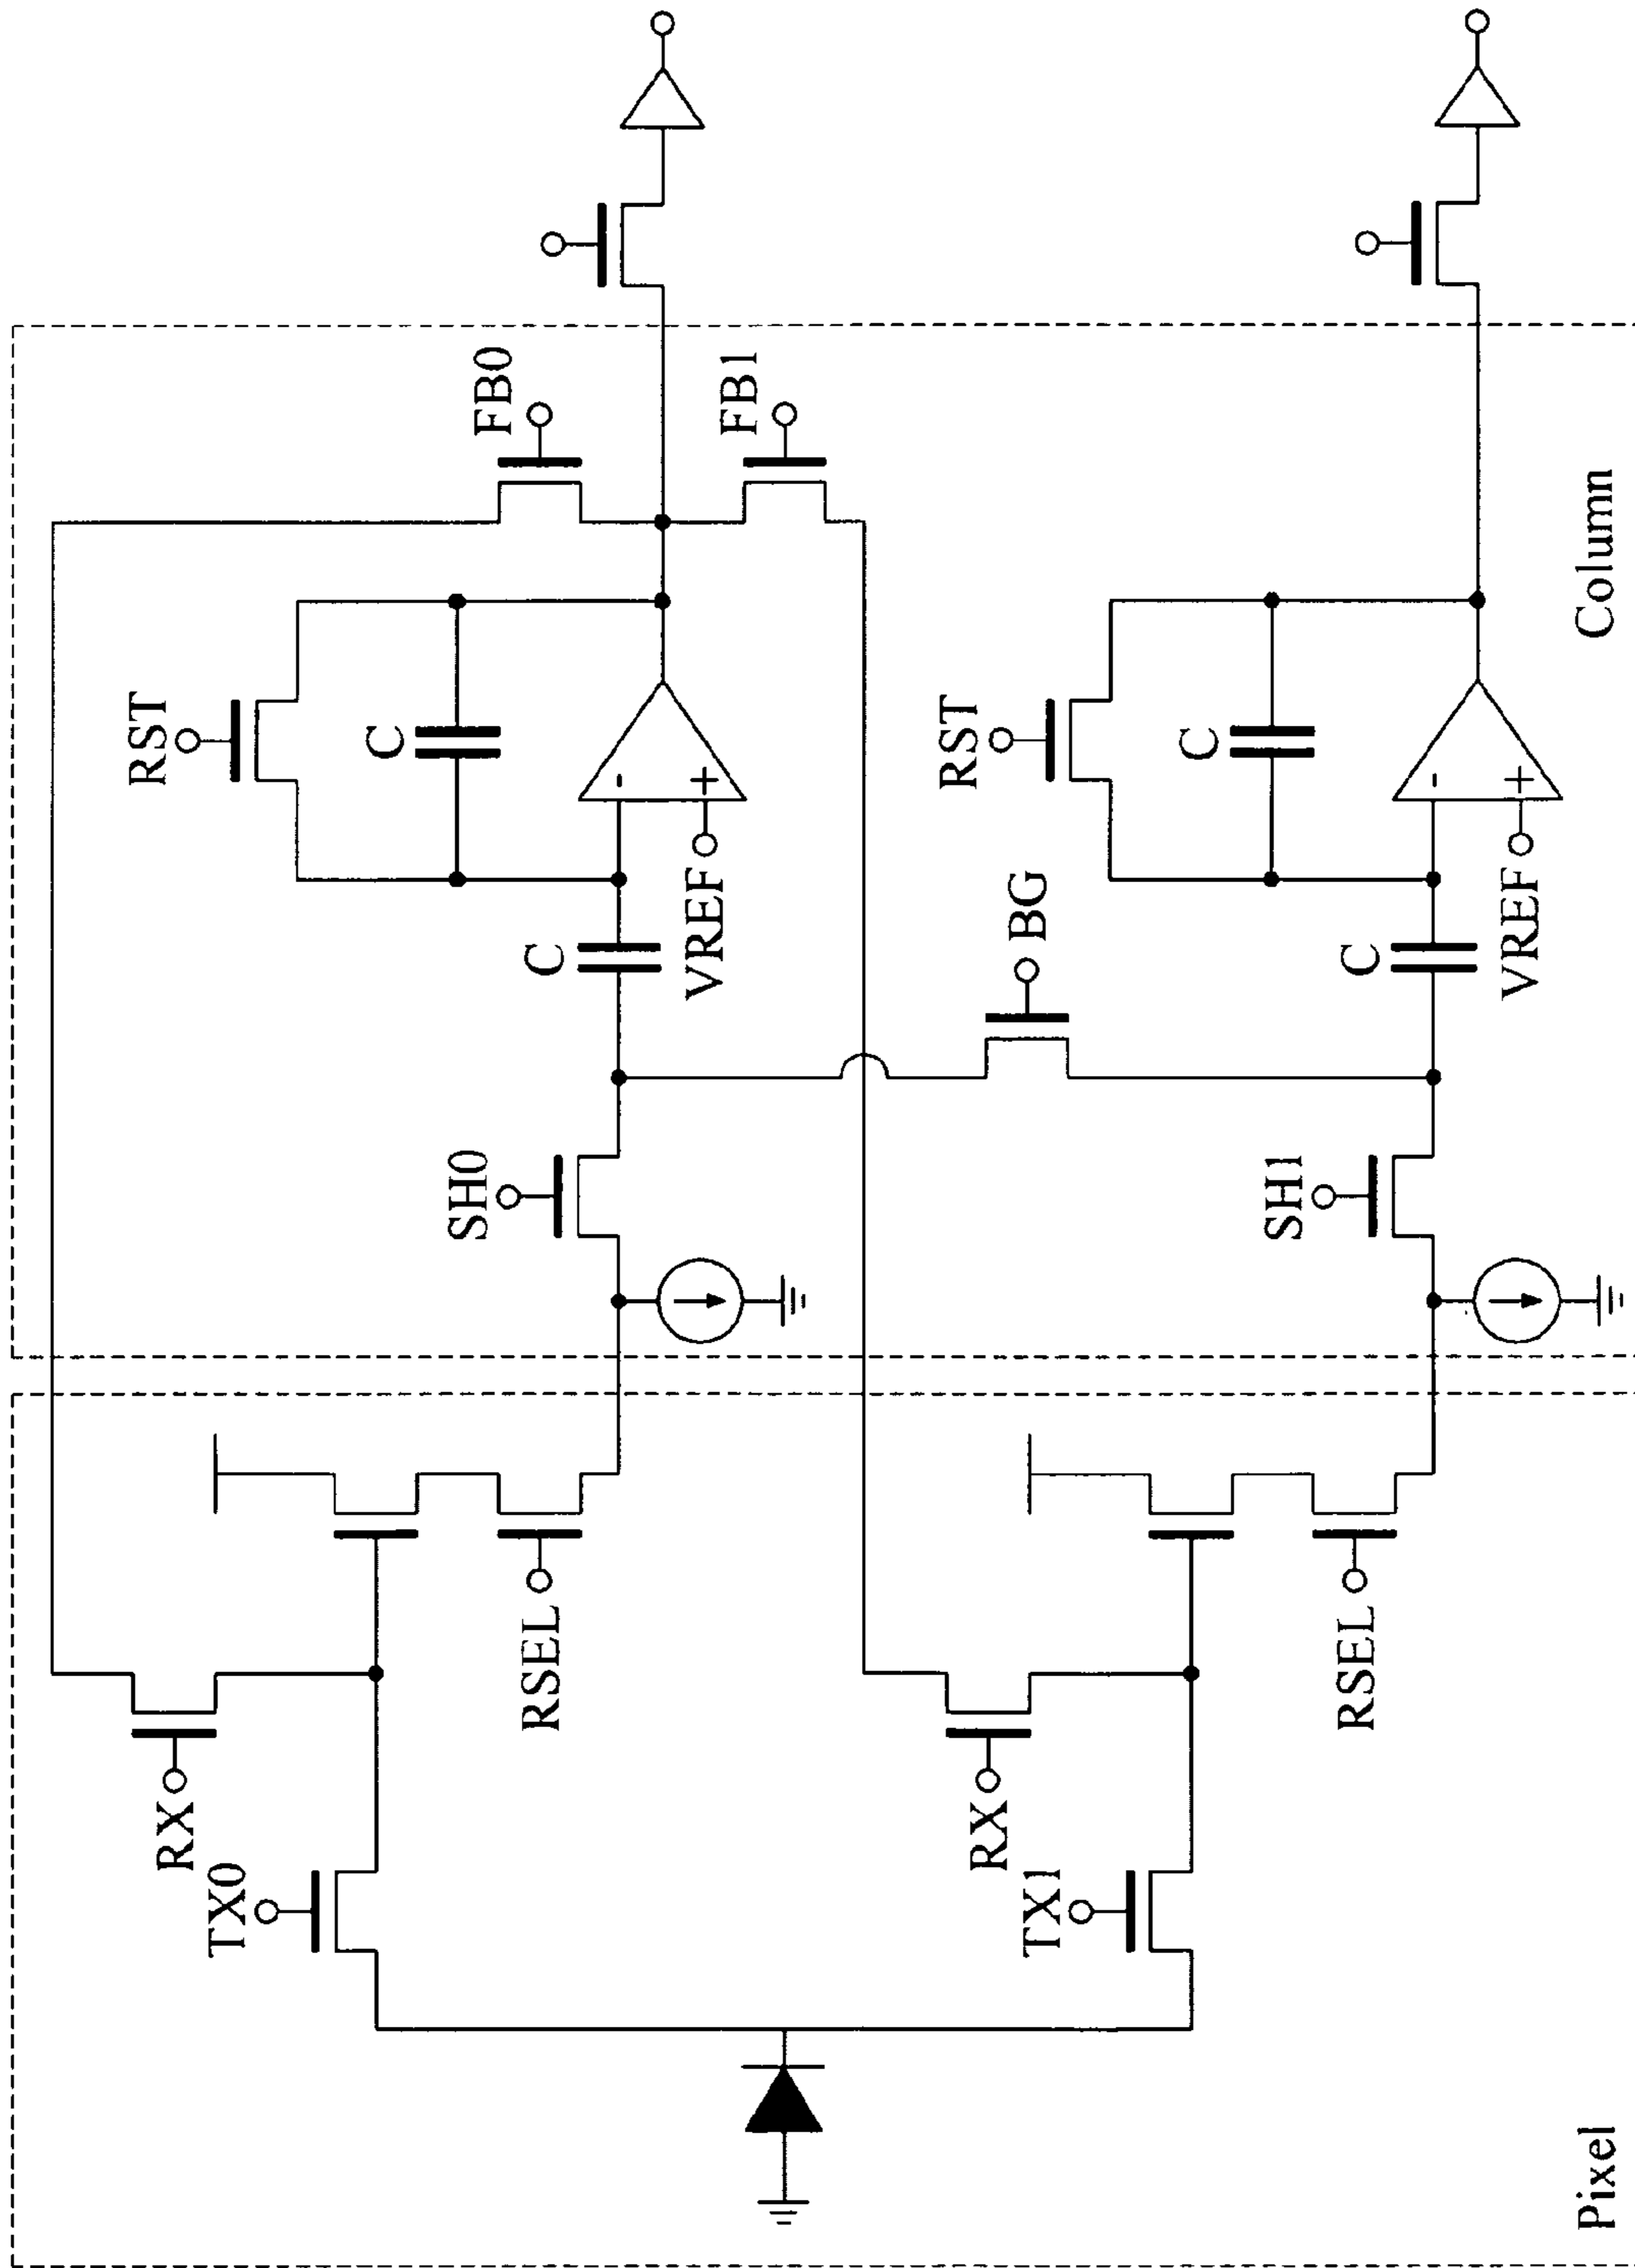 RX
TX0
RSEL
SH0
C
RST
-
+
VREF
C
FB0
FB1
BG
RX
TX1
RSEL
SH1
C
RST
-
+
VREF
C
Pixel
Column